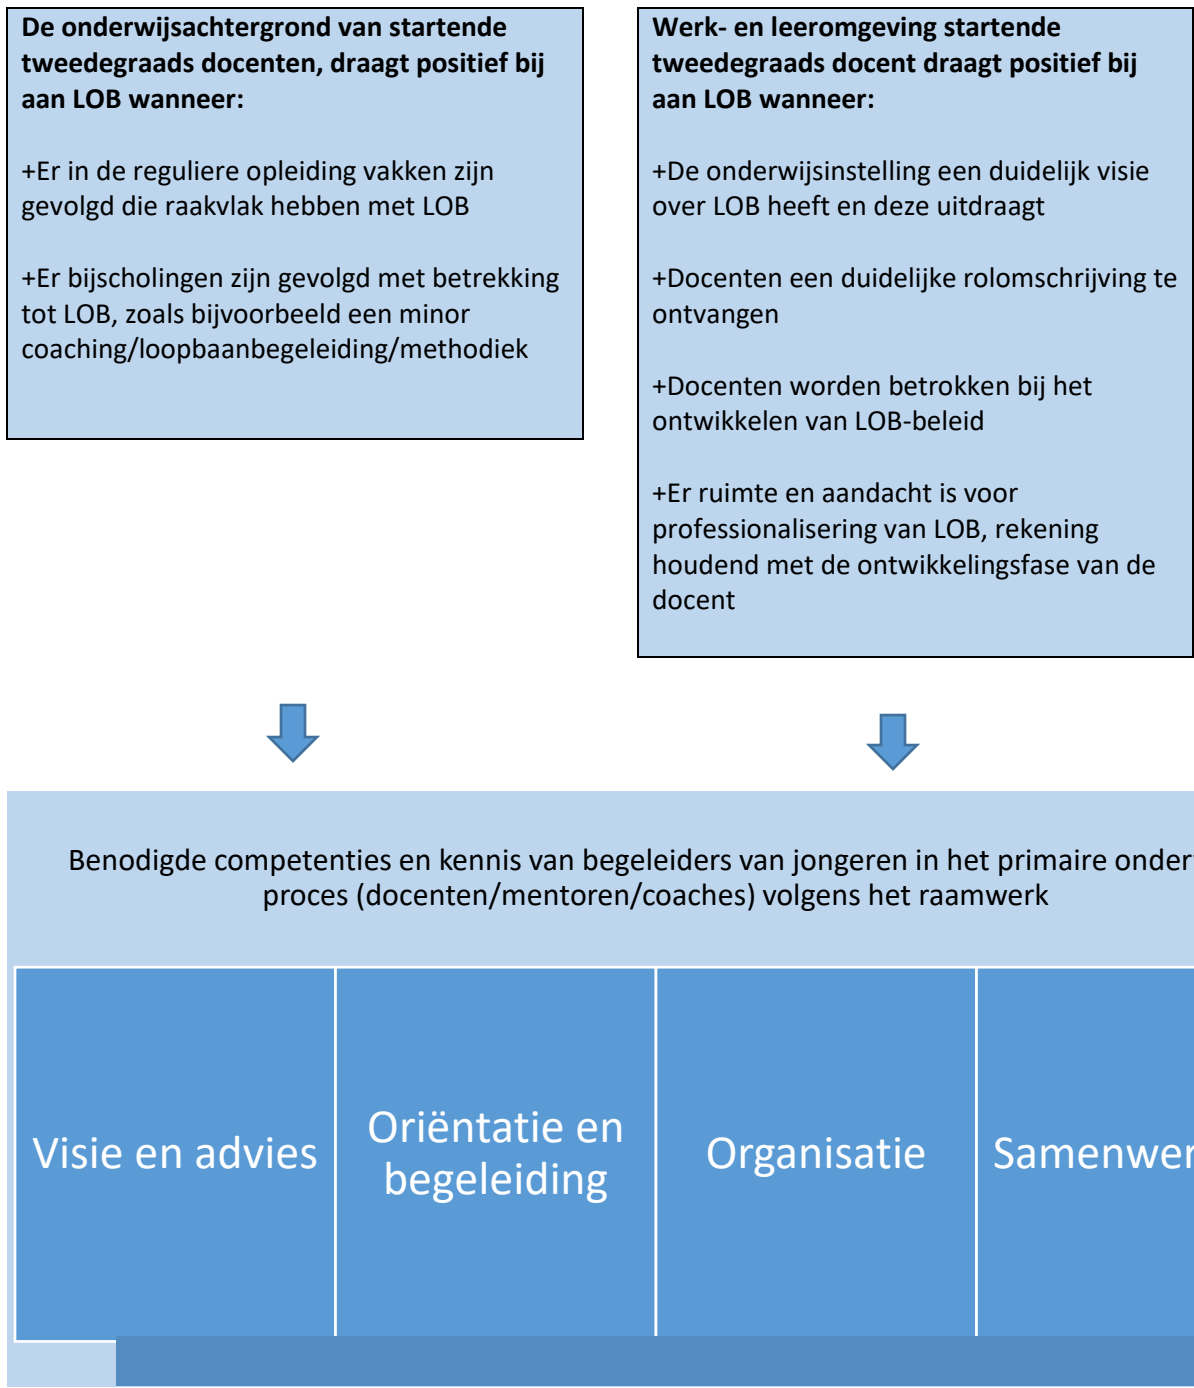 De onderwijsachtergrond van startende
tweedegraads docenten, draagt positief bij
aan LOB wanneer:
+Er in de reguliere opleiding vakken zijn
gevolgd die raakvlak hebben met LOB
+Er bijscholingen zijn gevolgd met betrekking
tot LOB, zoals bijvoorbeeld een minor
coaching/loopbaanbegeleiding/methodiek
Werk- en leeromgeving startende
tweedegraads docent draagt positief bij
aan LOB wanneer:
+De onderwijsinstelling een duidelijk visie
over LOB heeft en deze uitdraagt
+Docenten een duidelijke rolomschrijving te
ontvangen
+Docenten worden betrokken bij het
ontwikkelen van LOB-beleid
+Er ruimte en aandacht is voor
professionalisering van LOB, rekening
houdend met de ontwikkelingsfase van de
docent
Benodigde competenties en kennis van begeleiders van jongeren in het primaire onder
proces (docenten/mentoren/coaches) volgens het raamwerk
Visie en advies
Oriëntatie en
begeleiding
Organisatie
Samenwer